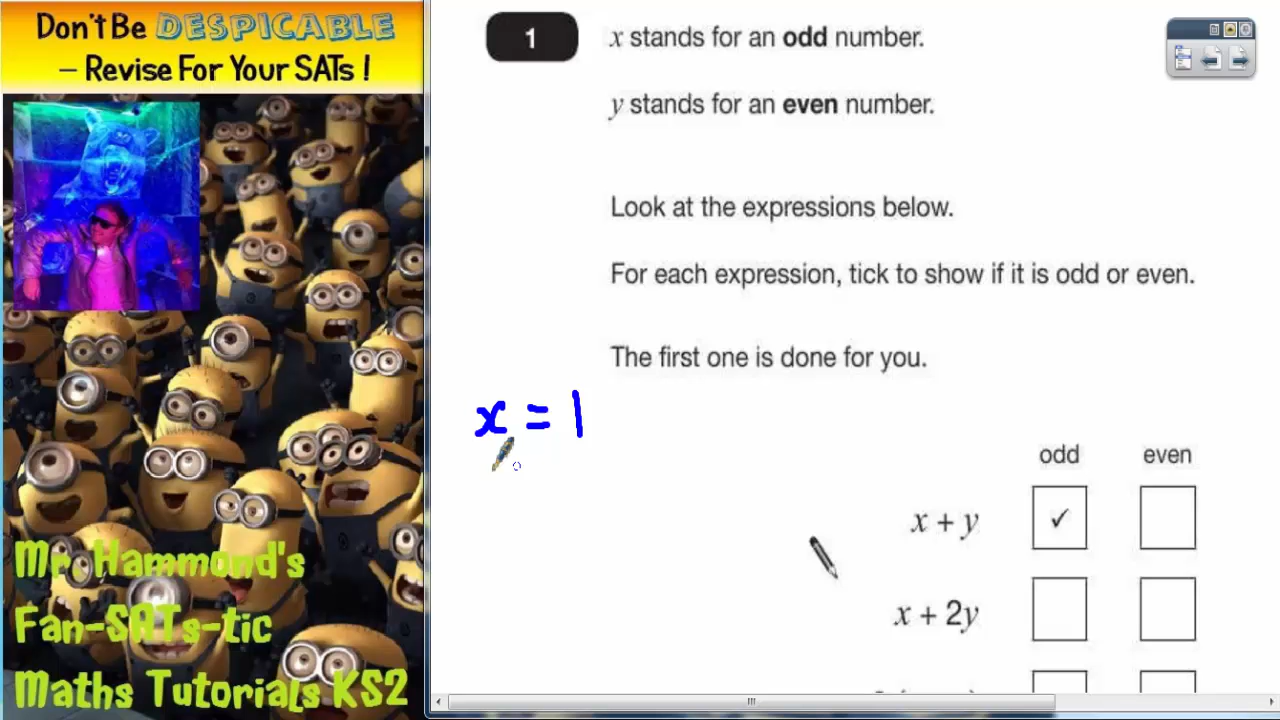 Don't Be DESPICABLE
– Revise For Your SATs !
Mr. Hammond's
Fan-SATs-tic
Maths Tutorials KS2
1
x stands for an odd number.
y stands for an even number.
Look at the expressions below.
For each expression, tick to show if it is odd or even.
The first one is done for you.
x = 1
odd even
x + y ✓
x + 2y